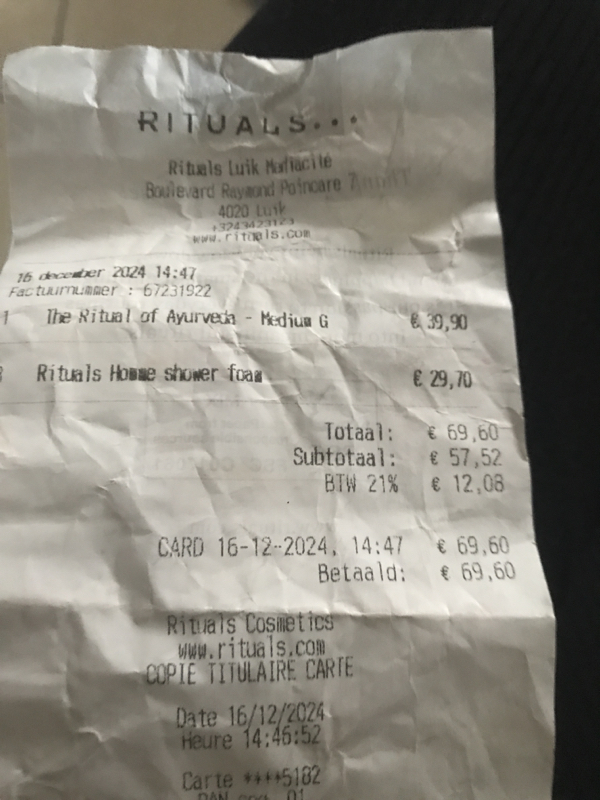 RITUALS...
Rituals Luik Mediacité
Boulevard Raymond Poincare 7
4020 Luik
www.rituals.com
16 december 2024 14:47
Factuurnummer : 67231922
1 The Ritual of Ayurveda - Medium G € 39,90
Rituals Homme shower foam € 29,70
Totaal: € 69,60
Subtotaal: € 57,52
BTW 21% € 12,08
CARD 16-12-2024, 14:47 € 69,60
Betaald: € 69,60
Rituals Cosmetics
www.rituals.com
COPIE TITULAIRE CARTE
Date 16/12/2024
Heure 14:46:52
Carte ****5182